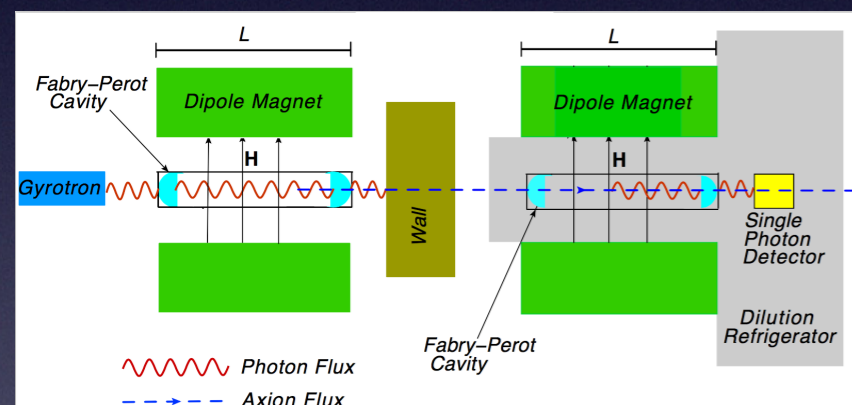 L
L
Fabry–Perot
Cavity
Dipole Magnet
Dipole Magnet
H
H
Gyrotron
Wall
Single
Photon
Detector
Dilution
Refrigerator
Fabry–Perot
Cavity
Photon Flux
Axion Flux